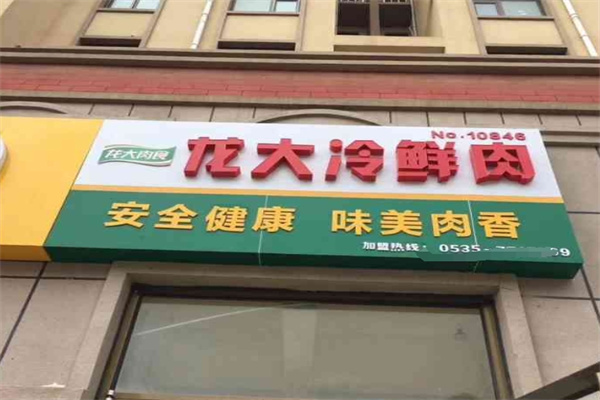 No.10846
龙大肉食
龙大冷鲜肉
安全健康 味美肉香
加盟热线：0535-